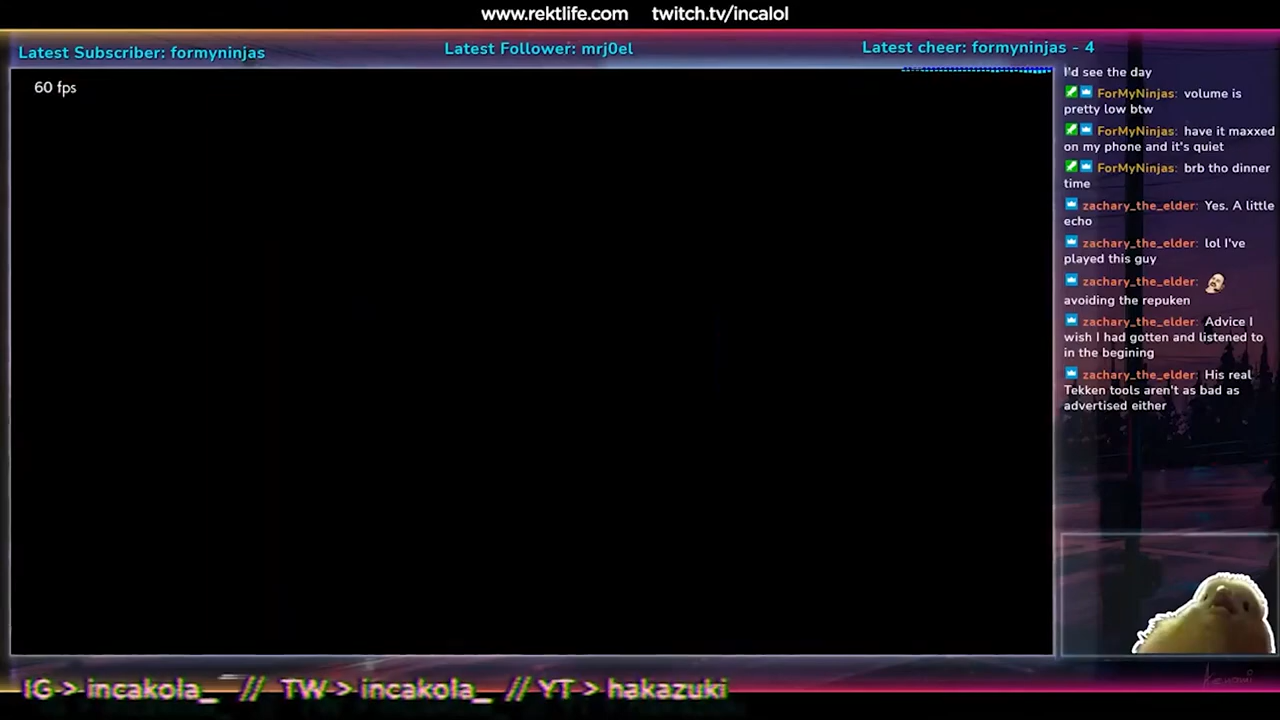 www.rektlife.com twitch.tv/incalol
Latest Subscriber: formyninjas
Latest Follower: mrj0el
Latest cheer: formyninjas - 4
60 fps
I'd see the day
ForMyNinjas: volume is
pretty low btw
ForMyNinjas: have it maxxed
on my phone and it's quiet
ForMyNinjas: brb tho dinner
time
zachary_the_elder: Yes. A little
echo
zachary_the_elder: lol I've
played this guy
zachary_the_elder:
avoiding the repuken
zachary_the_elder: Advice I
wish I had gotten and listened to
in the begining
zachary_the_elder: His real
Tekken tools aren't as bad as
advertised either
IG > incakola_ // TW > incakola_ // YT > hakazuki